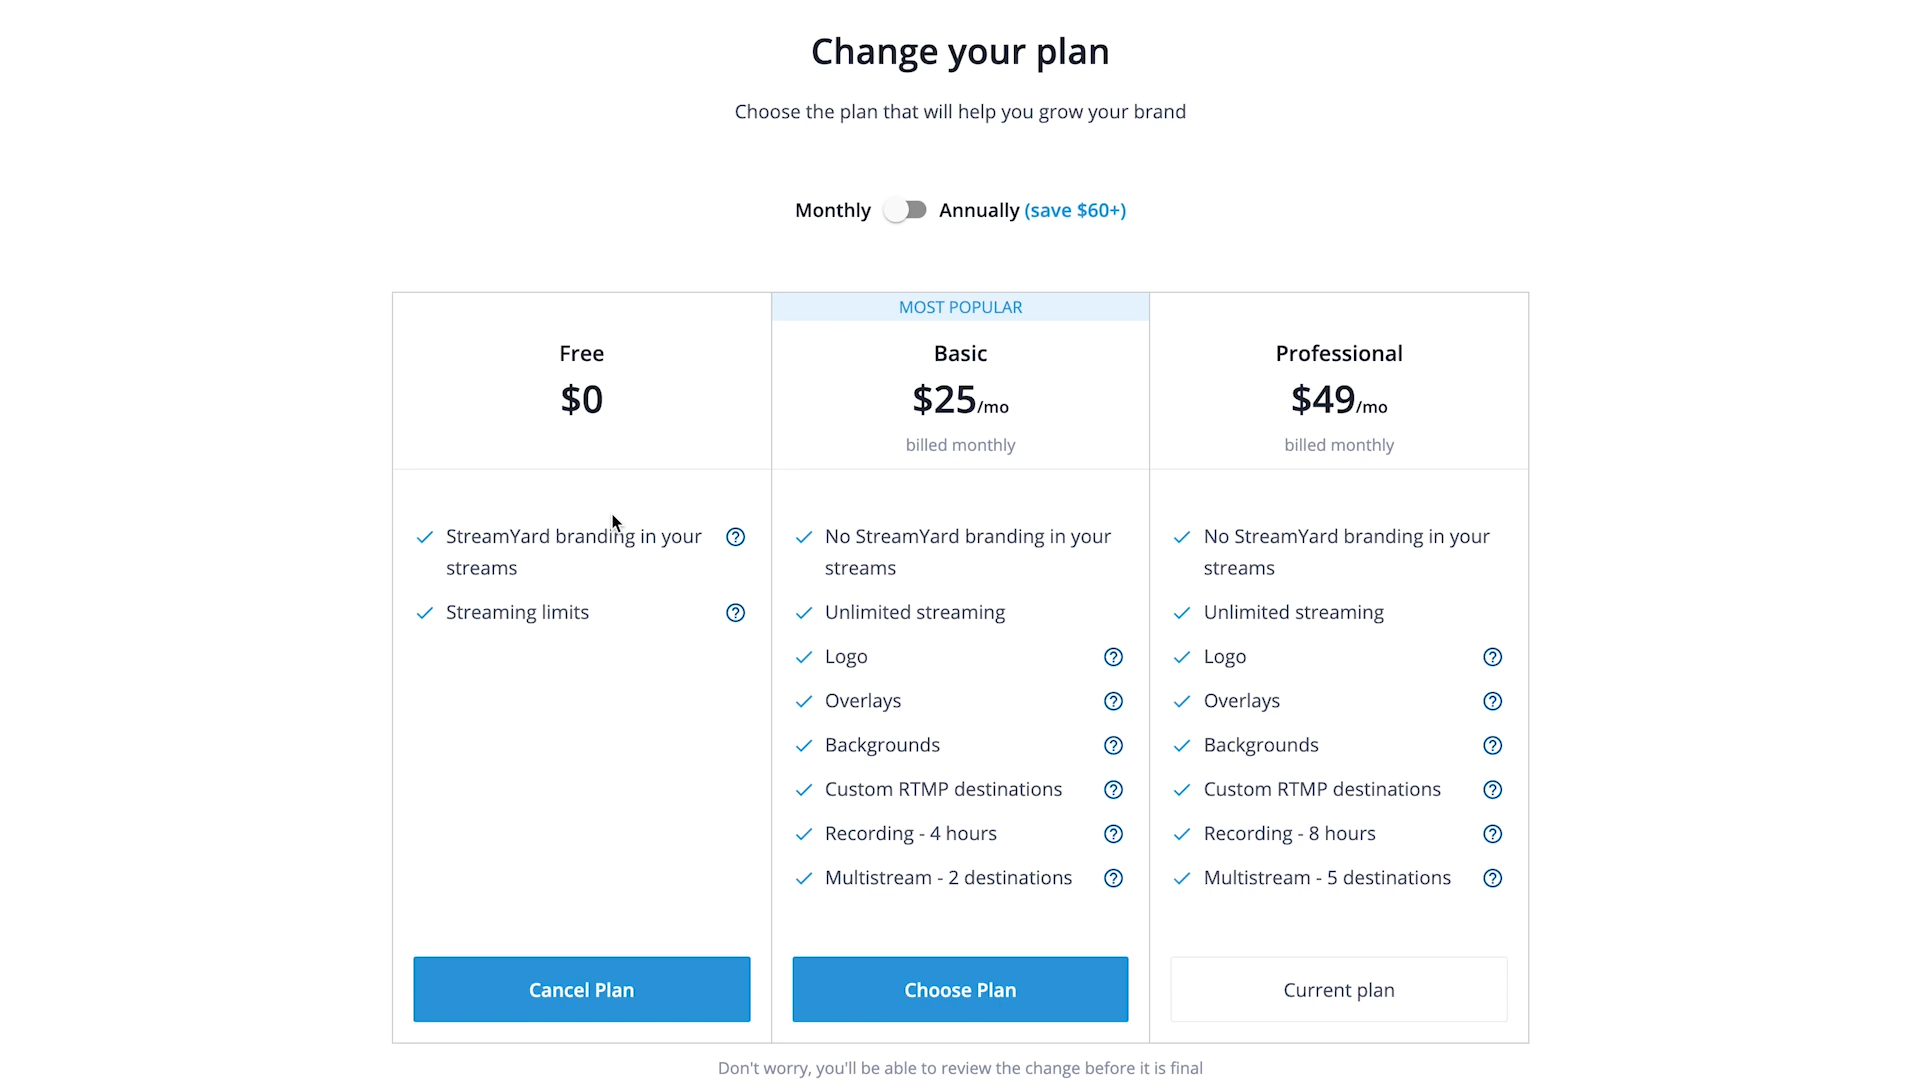 Change your plan
Choose the plan that will help you grow your brand
Monthly Annually (save $60+)
Free
$0
StreamYard branding in your
streams
Streaming limits
Cancel Plan
MOST POPULAR
Basic
$25/mo
billed monthly
No StreamYard branding in your
streams
Unlimited streaming
Logo
Overlays
Backgrounds
Custom RTMP destinations
Recording - 4 hours
Multistream - 2 destinations
Choose Plan
Professional
$49/mo
billed monthly
No StreamYard branding in your
streams
Unlimited streaming
Logo
Overlays
Backgrounds
Custom RTMP destinations
Recording - 8 hours
Multistream - 5 destinations
Current plan
Don't worry, you'll be able to review the change before it is final